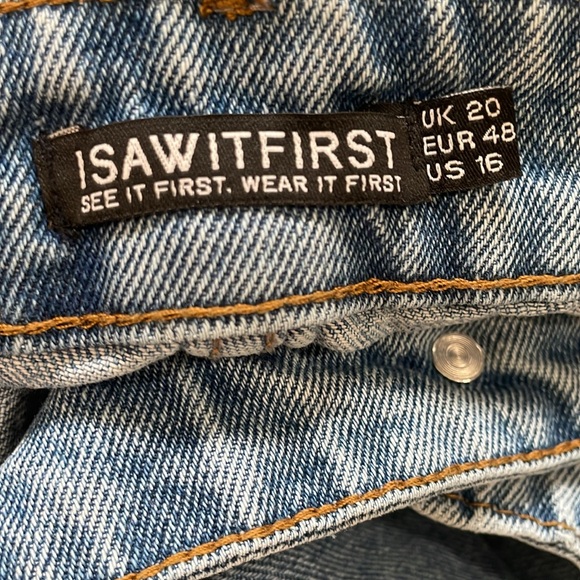 ISAWITFIRST
SEE IT FIRST. WEAR IT FIRST
UK 20
EUR 48
US 16